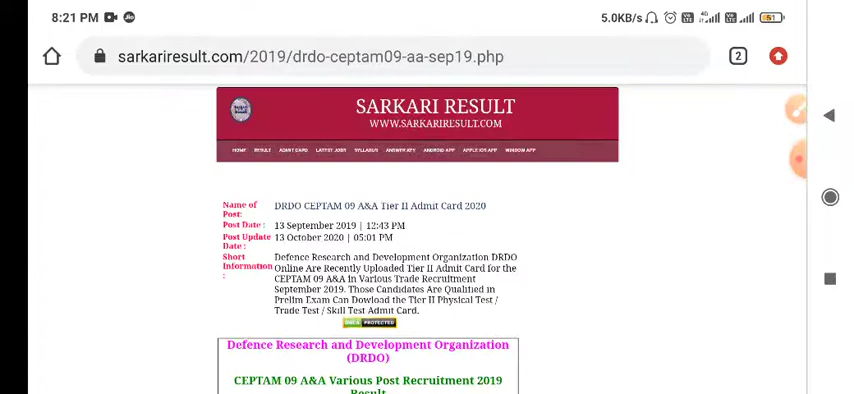 8:21 PM
5.0KB/s 4G 51
sarkariresult.com/2019/drdo-ceptam09-aa-sep19.php
2
SARKARI RESULT
WWW.SARKARIRESULT.COM
HOME RESULT ADMIT CARD LATEST JOBS SYLLABUS ANSWER KEY ANDROID APP APPLE IOS APP WINDOW APP
Name of Post: DRDO CEPTAM 09 A&A Tier II Admit Card 2020
Post Date : 13 September 2019 | 12:43 PM
Post Update Date : 13 October 2020 | 05:01 PM
Short Information : Defence Research and Development Organization DRDO
Online Are Recently Uploaded Tier II Admit Card for the
CEPTAM 09 A&A in Various Trade Recruitment
September 2019. Those Candidates Are Qualified in
Prelim Exam Can Dowload the Tier II Physical Test /
Trade Test / Skill Test Admit Card.
PROTECTED
Defence Research and Development Organization
(DRDO)
CEPTAM 09 A&A Various Post Recruitment 2019
Result